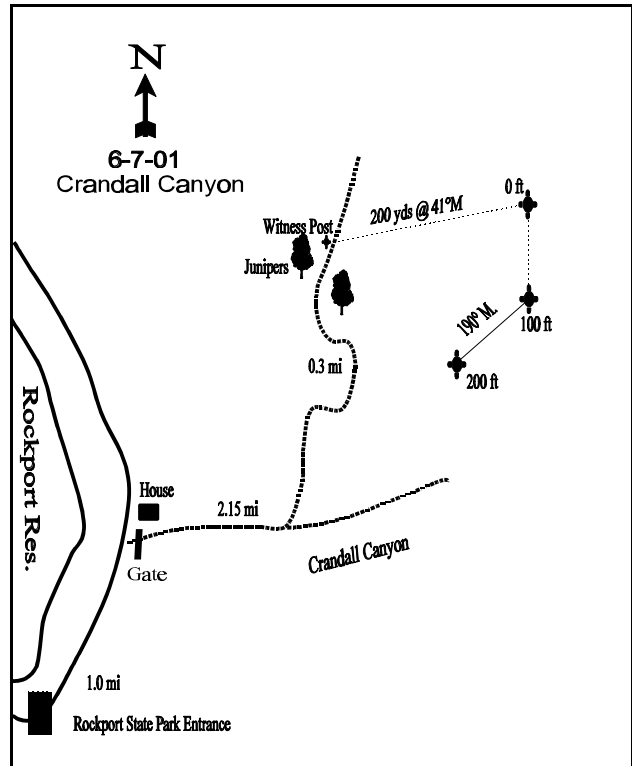 N
6-7-01
Crandall Canyon
0 ft
200 yds @ 41°M
Witness Post
Junipers
190° M.
100 ft
0.3 mi
200 ft
Rockport Res.
House
2.15 mi
Crandall Canyon
Gate
1.0 mi
Rockport State Park Entrance